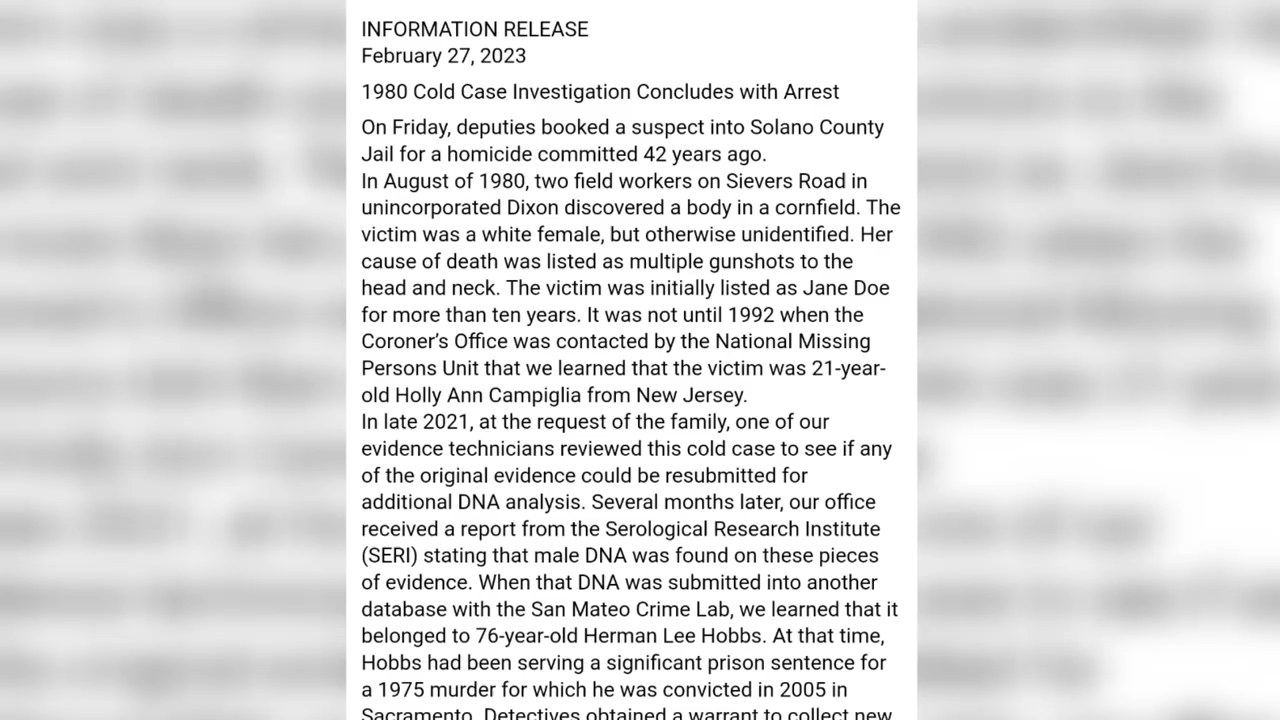 INFORMATION RELEASE
February 27, 2023
1980 Cold Case Investigation Concludes with Arrest
On Friday, deputies booked a suspect into Solano County
Jail for a homicide committed 42 years ago.
In August of 1980, two field workers on Sievers Road in
unincorporated Dixon discovered a body in a cornfield. The
victim was a white female, but otherwise unidentified. Her
cause of death was listed as multiple gunshots to the
head and neck. The victim was initially listed as Jane Doe
for more than ten years. It was not until 1992 when the
Coroner’s Office was contacted by the National Missing
Persons Unit that we learned that the victim was 21-year-
old Holly Ann Campiglia from New Jersey.
In late 2021, at the request of the family, one of our
evidence technicians reviewed this cold case to see if any
of the original evidence could be resubmitted for
additional DNA analysis. Several months later, our office
received a report from the Serological Research Institute
(SERI) stating that male DNA was found on these pieces
of evidence. When that DNA was submitted into another
database with the San Mateo Crime Lab, we learned that it
belonged to 76-year-old Herman Lee Hobbs. At that time,
Hobbs had been serving a significant prison sentence for
a 1975 murder for which he was convicted in 2005 in
Sacramento. Detectives obtained a warrant to collect new